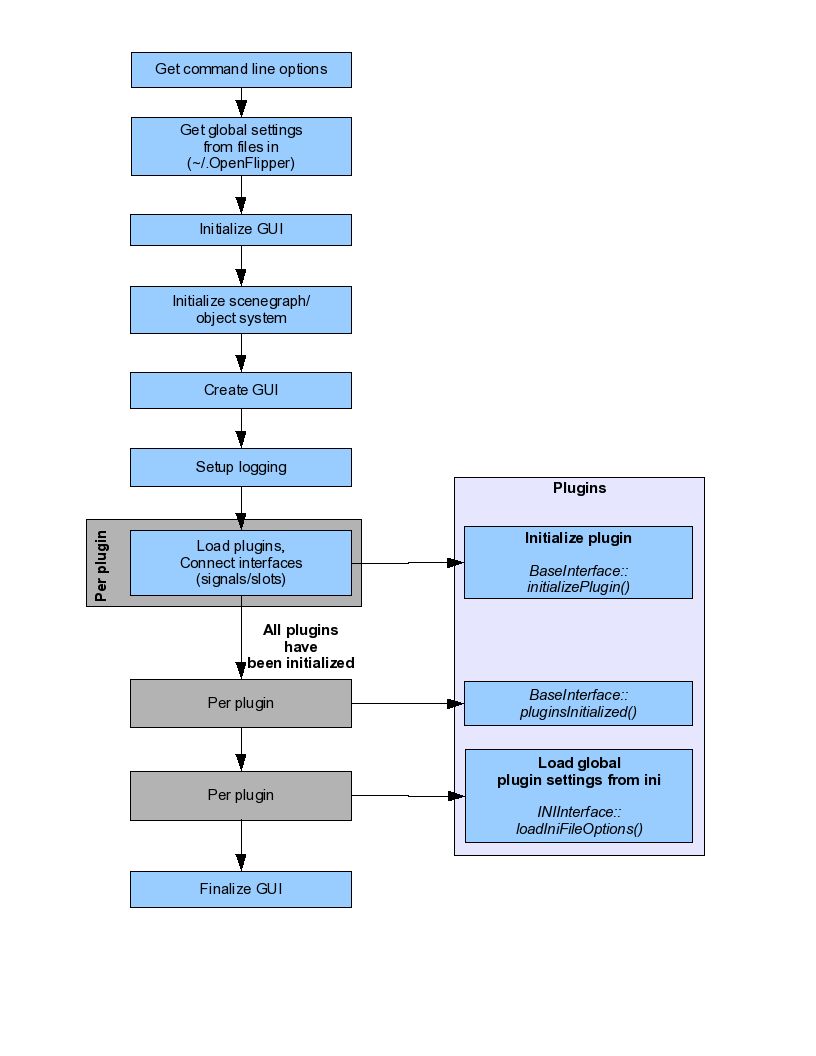 Get command line options
Get global settings
from files in
(~/.OpenFlipper)
Initialize GUI
Initialize scenegraph/
object system
Create GUI
Setup logging
Per plugin
Load plugins,
Connect interfaces
(signals/slots)
All plugins
have
been initialized
Per plugin
Per plugin
Finalize GUI
Plugins
Initialize plugin
BaseInterface::
initializePlugin()
BaseInterface::
pluginsInitialized()
Load global
plugin settings from ini
INIInterface::
loadIniFileOptions()